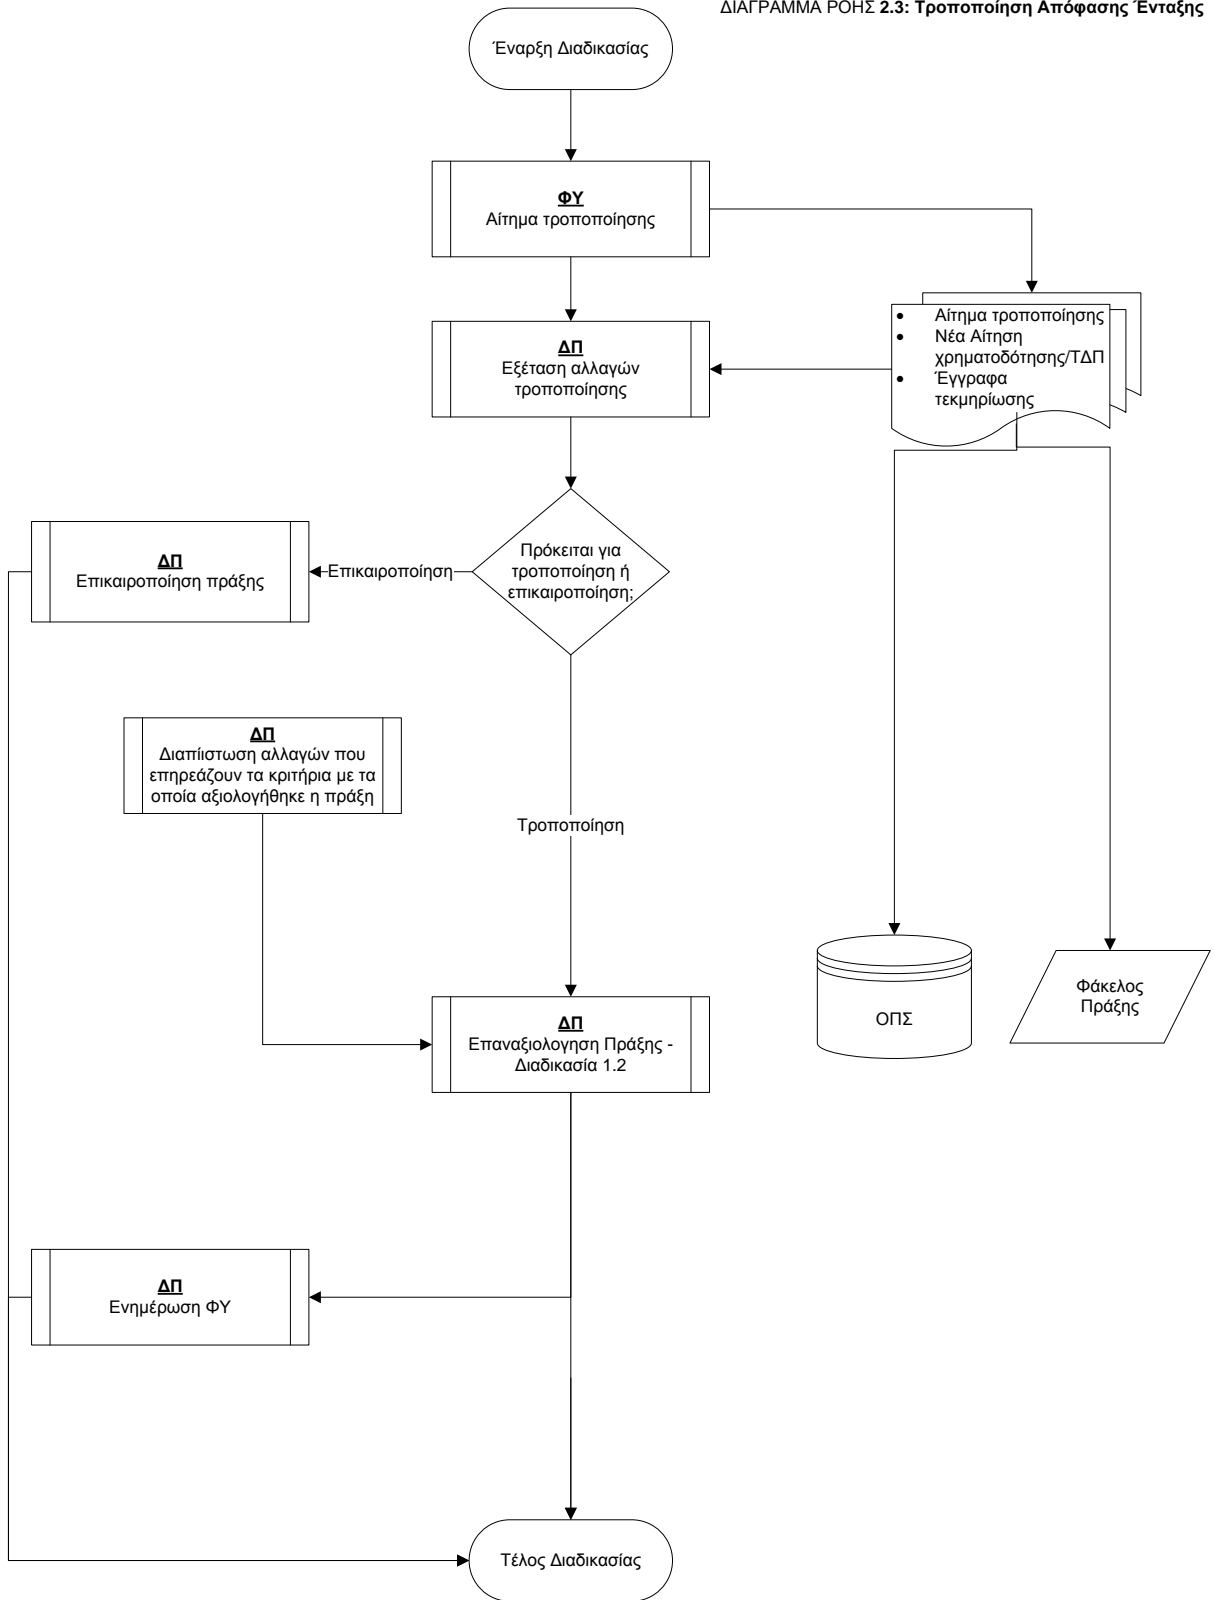 ΔΙΑΓΡΑΜΜΑ ΡΟΗΣ 2.3: Τροποποίηση Απόφασης Ένταξης
Έναρξη Διαδικασίας
ΦΥ
Αίτημα τροποποίησης
• Αίτημα τροποποίησης
• Νέα Αίτηση
χρηματοδότησης/ΤΔΠ
• Έγγραφα
τεκμηρίωσης
ΔΠ
Εξέταση αλλαγών
τροποποίησης
Πρόκειται για
τροποποίηση ή
επικαιροποίηση;
Επικαιροποίηση
ΔΠ
Επικαιροποίηση πράξης
ΔΠ
Διαπίιστωση αλλαγών που
επηρεάζουν τα κριτήρια με τα
οποία αξιολογήθηκε η πράξη
Τροποποίηση
ΟΠΣ
Φάκελος
Πράξης
ΔΠ
Επαναξιολογηση Πράξης -
Διαδικασία 1.2
ΔΠ
Ενημέρωση ΦΥ
Τέλος Διαδικασίας